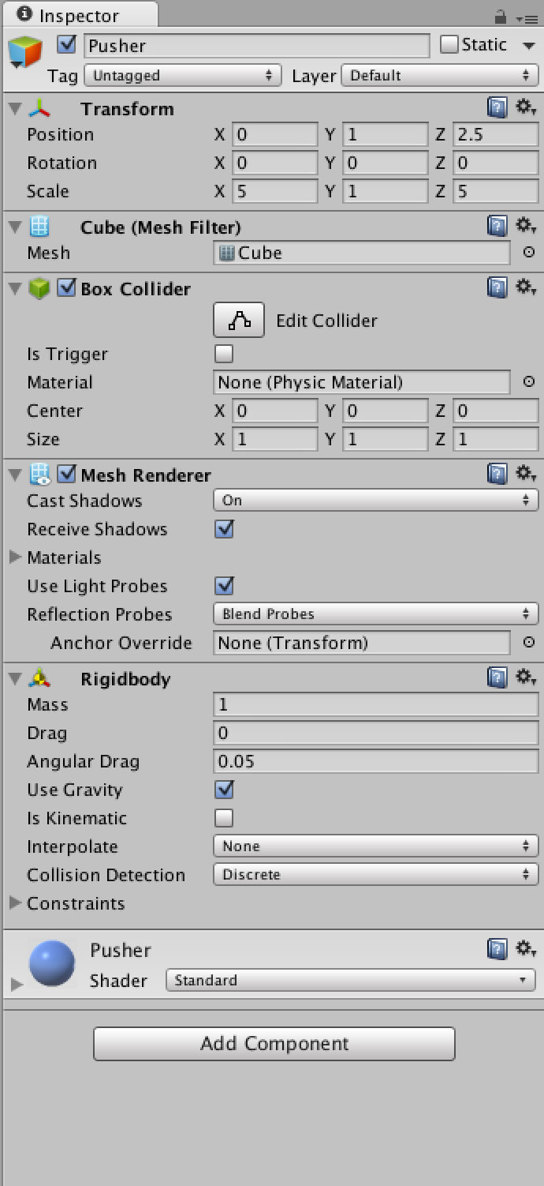 Inspector
Pusher Static
Tag Untagged Layer Default
Transform
Position X 0 Y 1 Z 2.5
Rotation X 0 Y 0 Z 0
Scale X 5 Y 1 Z 5
Cube (Mesh Filter)
Mesh Cube
Box Collider
Edit Collider
Is Trigger
Material None (Physic Material)
Center X 0 Y 0 Z 0
Size X 1 Y 1 Z 1
Mesh Renderer
Cast Shadows On
Receive Shadows
Materials
Use Light Probes
Reflection Probes Blend Probes
Anchor Override None (Transform)
Rigidbody
Mass 1
Drag 0
Angular Drag 0.05
Use Gravity
Is Kinematic
Interpolate None
Collision Detection Discrete
Constraints
Pusher
Shader Standard
Add Component